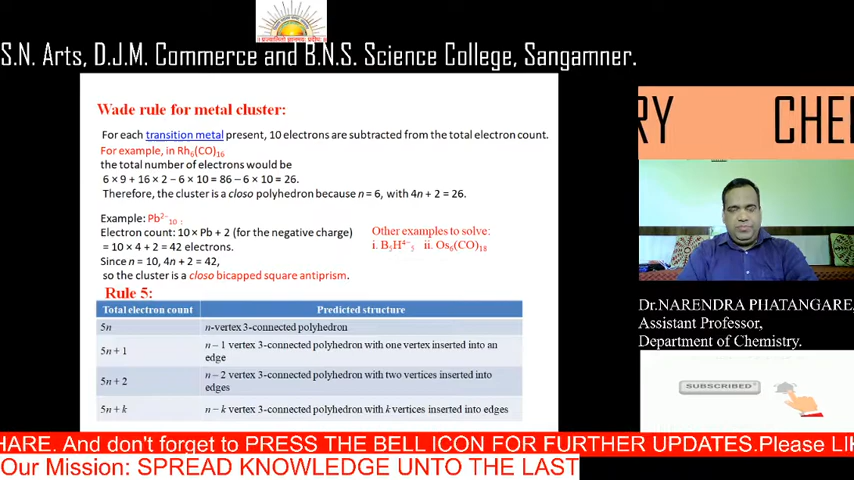 S.N. Arts, D.J.M. Commerce and B.N.S. Science College, Sangamner.
Wade rule for metal cluster:
For each transition metal present, 10 electrons are subtracted from the total electron count.
For example, in Rh₆(CO)₁₆
the total number of electrons would be
6 × 9 + 16 × 2 − 6 × 10 = 86 − 6 × 10 = 26.
Therefore, the cluster is a closo polyhedron because n = 6, with 4n + 2 = 26.
Example: Pb²⁻₁₀ :
Electron count: 10 × Pb + 2 (for the negative charge)
= 10 × 4 + 2 = 42 electrons.
Since n = 10, 4n + 2 = 42,
so the cluster is a closo bicapped square antiprism.
Other examples to solve:
i. B₅H⁴⁻₅ ii. Os₆(CO)₁₈
Rule 5:
Total electron count Predicted structure
5n n-vertex 3-connected polyhedron
5n + 1 n – 1 vertex 3-connected polyhedron with one vertex inserted into an
edge
5n + 2 n – 2 vertex 3-connected polyhedron with two vertices inserted into
edges
5n + k n − k vertex 3-connected polyhedron with k vertices inserted into edges
RY CHE
Dr.NARENDRA PHATANGARE,
Assistant Professor,
Department of Chemistry.
SUBSCRIBED
HARE. And don't forget to PRESS THE BELL ICON FOR FURTHER UPDATES.Please LIK
Our Mission: SPREAD KNOWLEDGE UNTO THE LAST